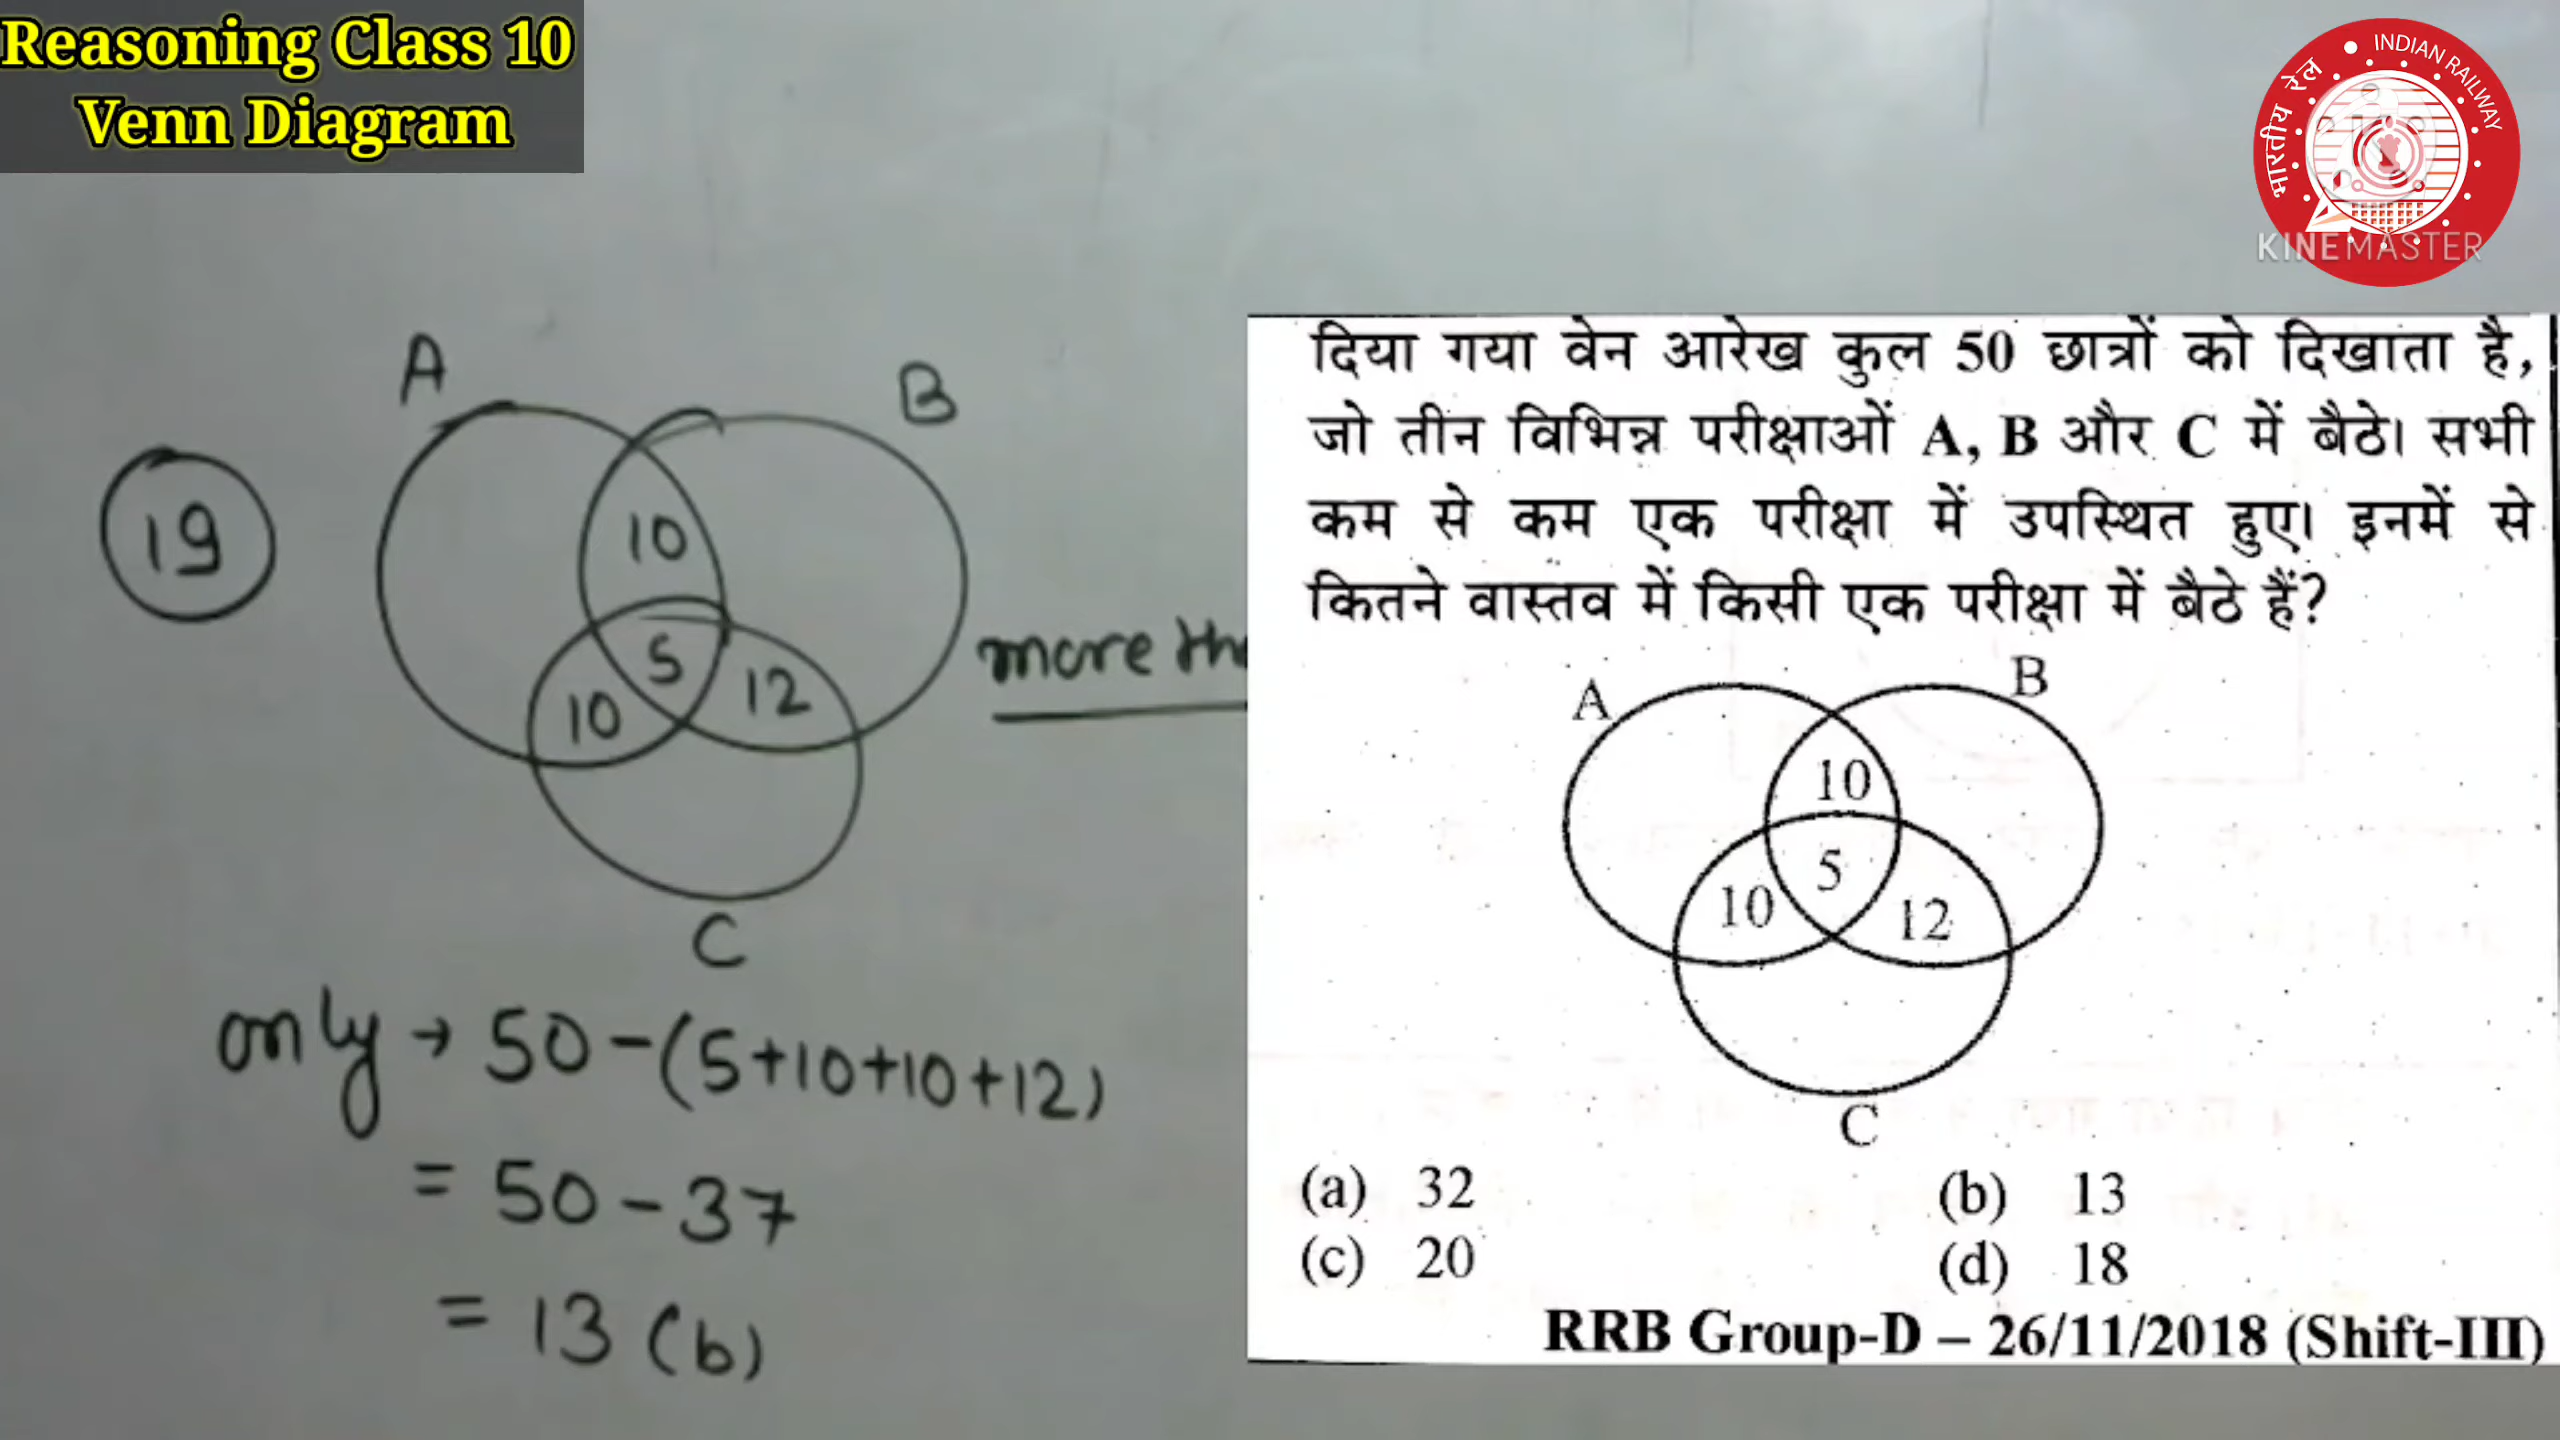 Reasoning Class 10
Venn Diagram
भारतीय रेल
INDIAN RAILWAY
KINEMASTER
19
A
B
10
5
10
12
C
more
only → 50 - (5+10+10+12)
= 50 - 37
= 13 (b)
दिया गया वेन आरेख कुल 50 छात्रों को दिखाता है,
जो तीन विभिन्न परीक्षाओं A, B और C में बैठे। सभी
कम से कम एक परीक्षा में उपस्थित हुए। इनमें से
कितने वास्तव में किसी एक परीक्षा में बैठे हैं?
A
B
10
5
10
12
C
(a) 32 (b) 13
(c) 20 (d) 18
RRB Group-D – 26/11/2018 (Shift-III)